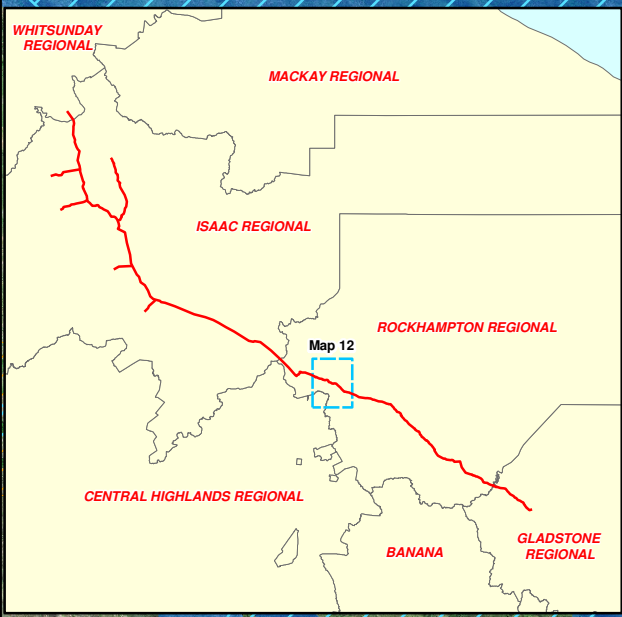 WHITSUNDAY
REGIONAL
MACKAY REGIONAL
ISAAC REGIONAL
ROCKHAMPTON REGIONAL
Map 12
CENTRAL HIGHLANDS REGIONAL
BANANA
GLADSTONE
REGIONAL